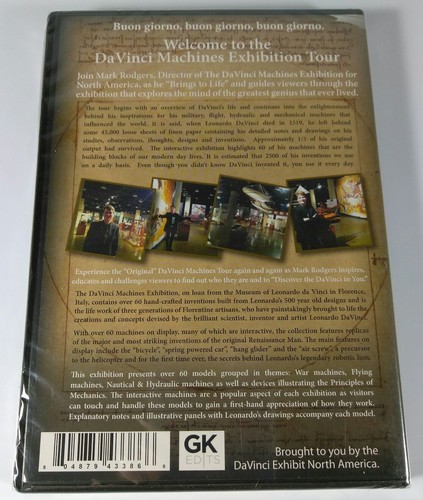 Buon giorno, buon giorno, buon giorno.
Welcome to the
DaVinci Machines Exhibition Tour
Join Mark Rodgers, Director of The DaVinci Machines Exhibition for
North America, as he "Brings to Life" and guides viewers through the
exhibition that explores the mind of the greatest genius that ever lived.
The tour begins with an overview of DaVinci's life and continues into the enlightenment
behind his inspirations for his military, flight, hydraulic and mechanical machines that
influenced the world. It is said, when Leonardo DaVinci died in 1519, he left behind
some 45,000 loose sheets of linen paper containing his detailed notes and drawings on his
studies, observations, thoughts, designs and inventions. Approximately 1/3 of his original
output had survived. The interactive exhibition highlights 60 of his machines that are the
building blocks of our modern day lives. It is estimated that 2500 of his inventions we use
on a daily basis. Even though you didn't know DaVinci invented it, you use it every day.
Experience the "Original" DaVinci Machines Tour again and again as Mark Rodgers inspires,
educates and challenges viewers to find out who they are and to "Discover the DaVinci in You."
The DaVinci Machines Exhibition, on loan from the Museum of Leonardo da Vinci in Florence,
Italy, contains over 60 hand-crafted inventions built from Leonardo's 500 year old designs and is
the life work of three generations of Florentine artisans, who have painstakingly brought to life the
creations and concepts devised by the brilliant scientist, inventor and artist Leonardo DaVinci.
With over 60 machines on display, many of which are interactive, the collection features replicas
of the major and most striking inventions of the original Renaissance Man. The main features on
display include the "bicycle", "spring powered car", "hang glider" and the "air screw", a precursor
to the helicopter and for the first time ever, the secrets behind Leonardo's legendary robotic lion.
This exhibition presents over 60 models grouped in themes: War machines, Flying
machines, Nautical & Hydraulic machines as well as devices illustrating the Principles of
Mechanics. The interactive machines are a popular aspect of each exhibition as visitors
can touch and handle these models to gain a first-hand appreciation of how they work.
Explanatory notes and illustrative panels with Leonardo's drawings accompany each model.
9 04879 43386 6
GK
EDITS
Brought to you by the
DaVinci Exhibit North America.